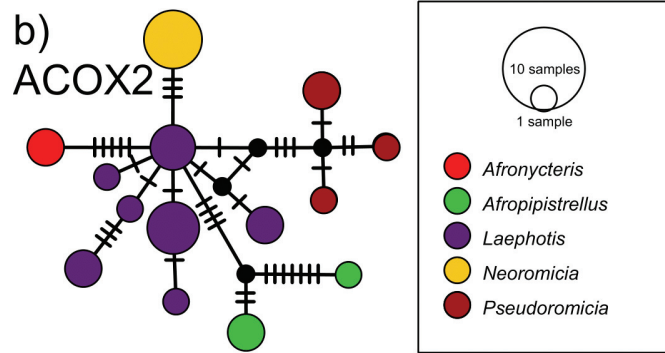 b)
ACOX2
10 samples
1 sample
Afronycteris
Afropipistrellus
Laephotis
Neoromicia
Pseudoromicia